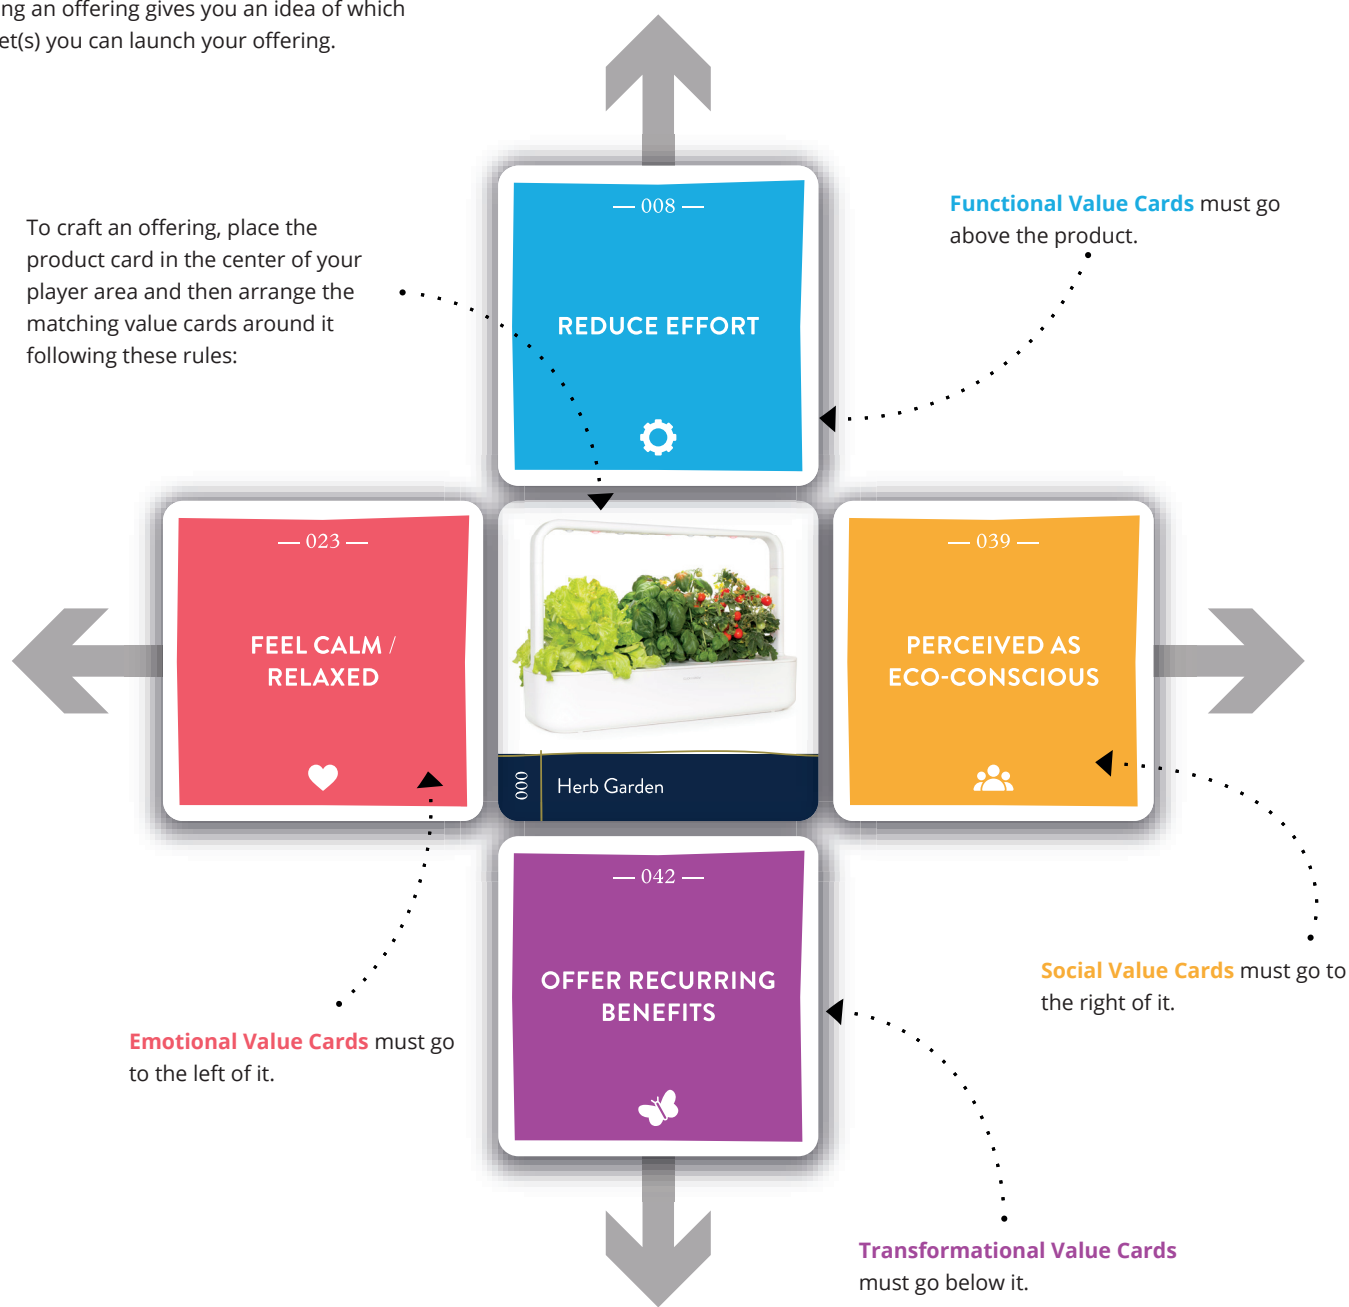 ing an offering gives you an idea of which
et(s) you can launch your offering.
To craft an offering, place the
product card in the center of your
player area and then arrange the
matching value cards around it
following these rules:
— 008 —
REDUCE EFFORT
Functional Value Cards must go
above the product.
— 023 —
FEEL CALM /
RELAXED
000
Herb Garden
— 039 —
PERCEIVED AS
ECO-CONSCIOUS
Emotional Value Cards must go
to the left of it.
— 042 —
OFFER RECURRING
BENEFITS
Social Value Cards must go to
the right of it.
Transformational Value Cards
must go below it.